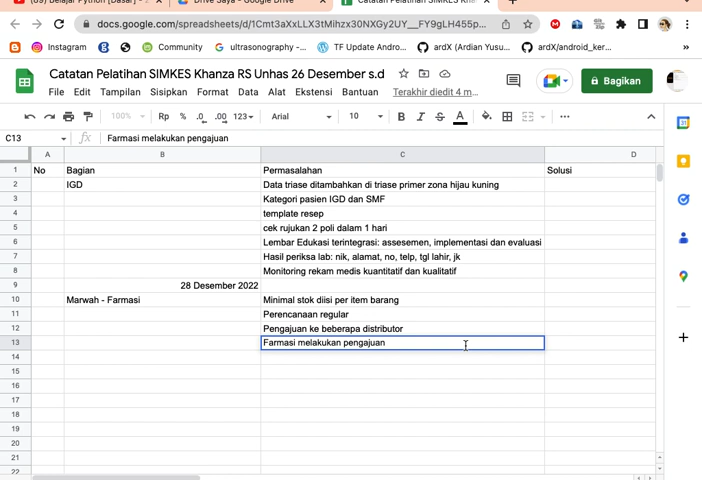 (69) Belajar Python [Dasar] - 2
Drive Saya - Google Drive
Catatan Pelatihan SIMKES Khan
docs.google.com/spreadsheets/d/1Cmt3aXxLLX3tMihzx30NXGy2UY__FY9gLH455p...
Instagram
Community
ultrasonography -...
TF Update Andro...
ardX (Ardian Yusu...
ardX/android_ker...
»
Catatan Pelatihan SIMKES Khanza RS Unhas 26 Desember s.d
Bagikan
File Edit Tampilan Sisipkan Format Data Alat Ekstensi Bantuan Terakhir diedit 4 m...
100% Rp % .0 .00 123 Arial 10 B I S A
C13 fx Farmasi melakukan pengajuan
A B C D
1 No Bagian Permasalahan Solusi
2 IGD Data triase ditambahkan di triase primer zona hijau kuning
3 Kategori pasien IGD dan SMF
4 template resep
5 cek rujukan 2 poli dalam 1 hari
6 Lembar Edukasi terintegrasi: assesemen, implementasi dan evaluasi
7 Hasil periksa lab: nik, alamat, no, telp, tgl lahir, jk
8 Monitoring rekam medis kuantitatif dan kualitatif
9 28 Desember 2022
10 Marwah - Farmasi Minimal stok diisi per item barang
11 Perencanaan regular
12 Pengajuan ke beberapa distributor
13 Farmasi melakukan pengajuan
14
15
16
17
18
19
20
21
22